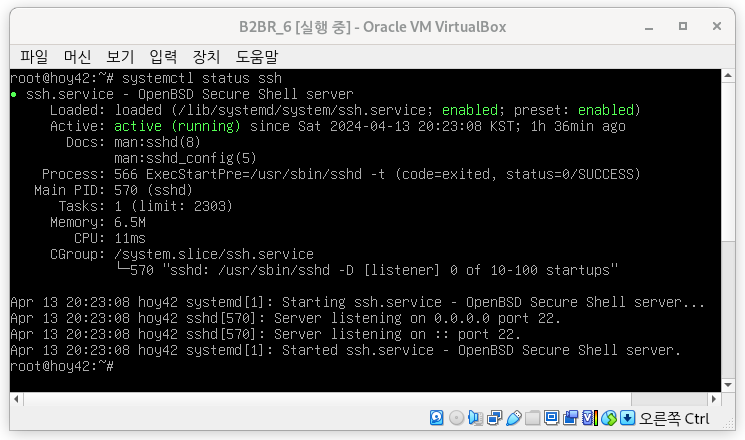 B2BR_6 [실행 중] - Oracle VM VirtualBox
파일 머신 보기 입력 장치 도움말
root@hoy42:~# systemctl status ssh
● ssh.service - OpenBSD Secure Shell server
Loaded: loaded (/lib/systemd/system/ssh.service; enabled; preset: enabled)
Active: active (running) since Sat 2024-04-13 20:23:08 KST; 1h 36min ago
Docs: man:sshd(8)
man:sshd_config(5)
Process: 566 ExecStartPre=/usr/sbin/sshd -t (code=exited, status=0/SUCCESS)
Main PID: 570 (sshd)
Tasks: 1 (limit: 2303)
Memory: 6.5M
CPU: 11ms
CGroup: /system.slice/ssh.service
└─570 "sshd: /usr/sbin/sshd -D [listener] 0 of 10-100 startups"
Apr 13 20:23:08 hoy42 systemd[1]: Starting ssh.service - OpenBSD Secure Shell server...
Apr 13 20:23:08 hoy42 sshd[570]: Server listening on 0.0.0.0 port 22.
Apr 13 20:23:08 hoy42 sshd[570]: Server listening on :: port 22.
Apr 13 20:23:08 hoy42 systemd[1]: Started ssh.service - OpenBSD Secure Shell server.
root@hoy42:~#
오른쪽 Ctrl